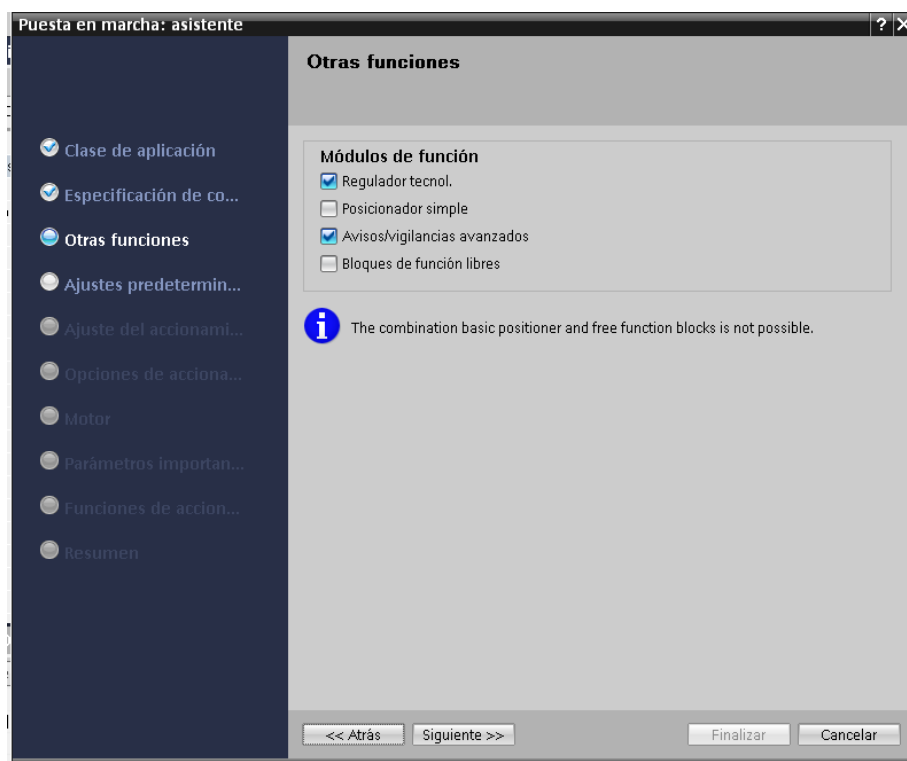 Puesta en marcha: asistente
? X
Otras funciones
Clase de aplicación
Especificación de co...
Otras funciones
Ajustes predetermin...
Ajuste del accionami...
Opciones de acciona...
Motor
Parámetros importan...
Funciones de accion...
Resumen
Módulos de función
Regulador tecnol.
Posicionador simple
Avisos/vigilancias avanzados
Bloques de función libres
i
The combination basic positioner and free function blocks is not possible.
<< Atrás
Siguiente >>
Finalizar
Cancelar